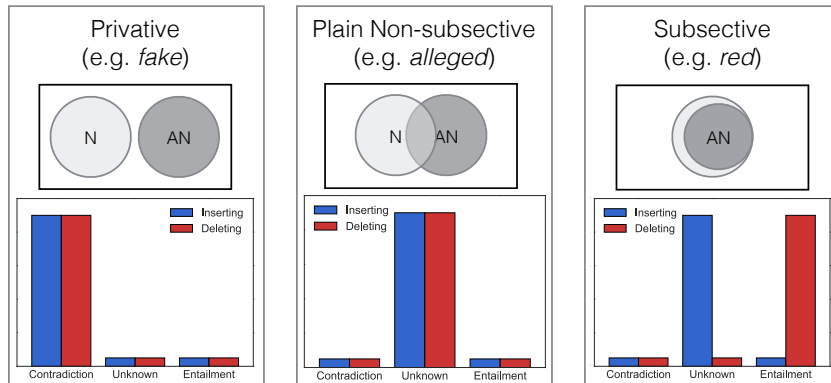 Privative
(e.g. fake)
N
AN
Inserting
Deleting
Contradiction Unknown Entailment
Plain Non-subsective
(e.g. alleged)
N
AN
Inserting
Deleting
Contradiction Unknown Entailment
Subsective
(e.g. red)
AN
Inserting
Deleting
Contradiction Unknown Entailment